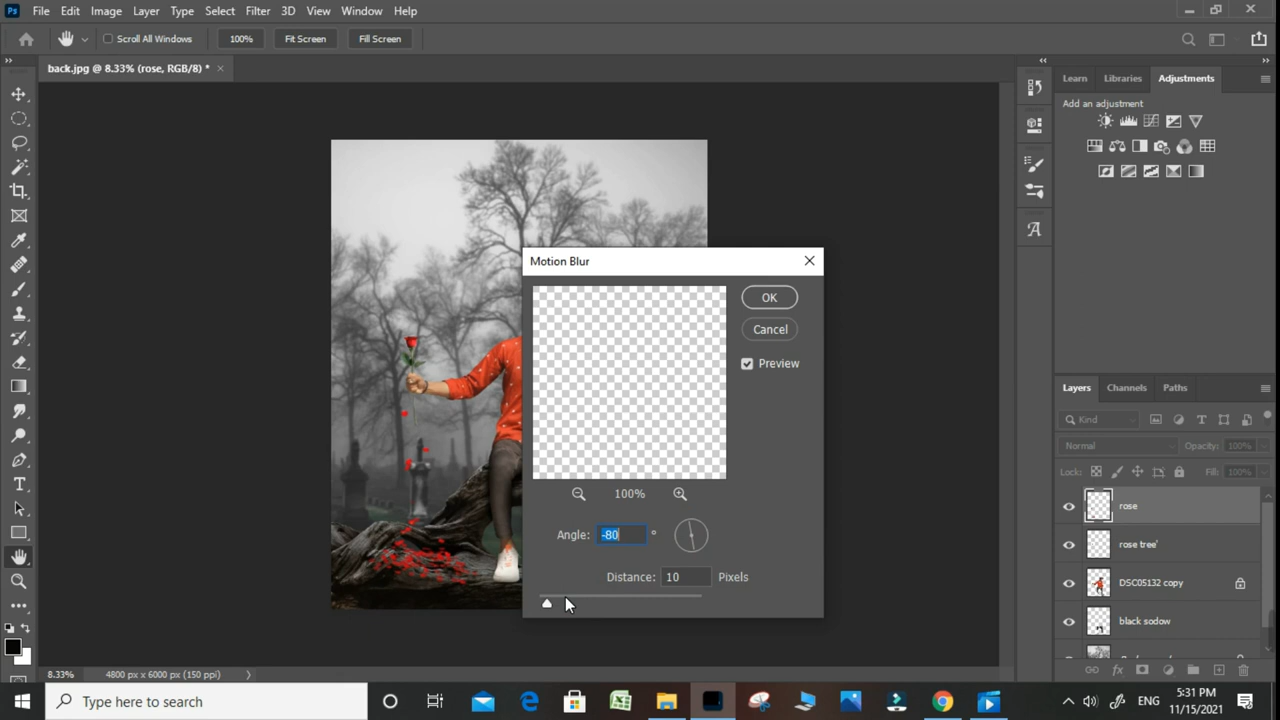 Ps File Edit Image Layer Type Select Filter 3D View Window Help
Scroll All Windows 100% Fit Screen Fill Screen
back.jpg @ 8.33% (rose, RGB/8) * ×
Learn Libraries Adjustments
Add an adjustment
Motion Blur
OK
Cancel
Preview
100%
Angle: -80 °
Distance: 10 Pixels
Layers Channels Paths
Kind
Normal Opacity: 100%
Lock: Fill: 100%
rose
rose tree'
DSC05132 copy
black sodow
8.33% 4800 px x 6000 px (150 ppi)
Type here to search
ENG
5:31 PM
11/15/2021